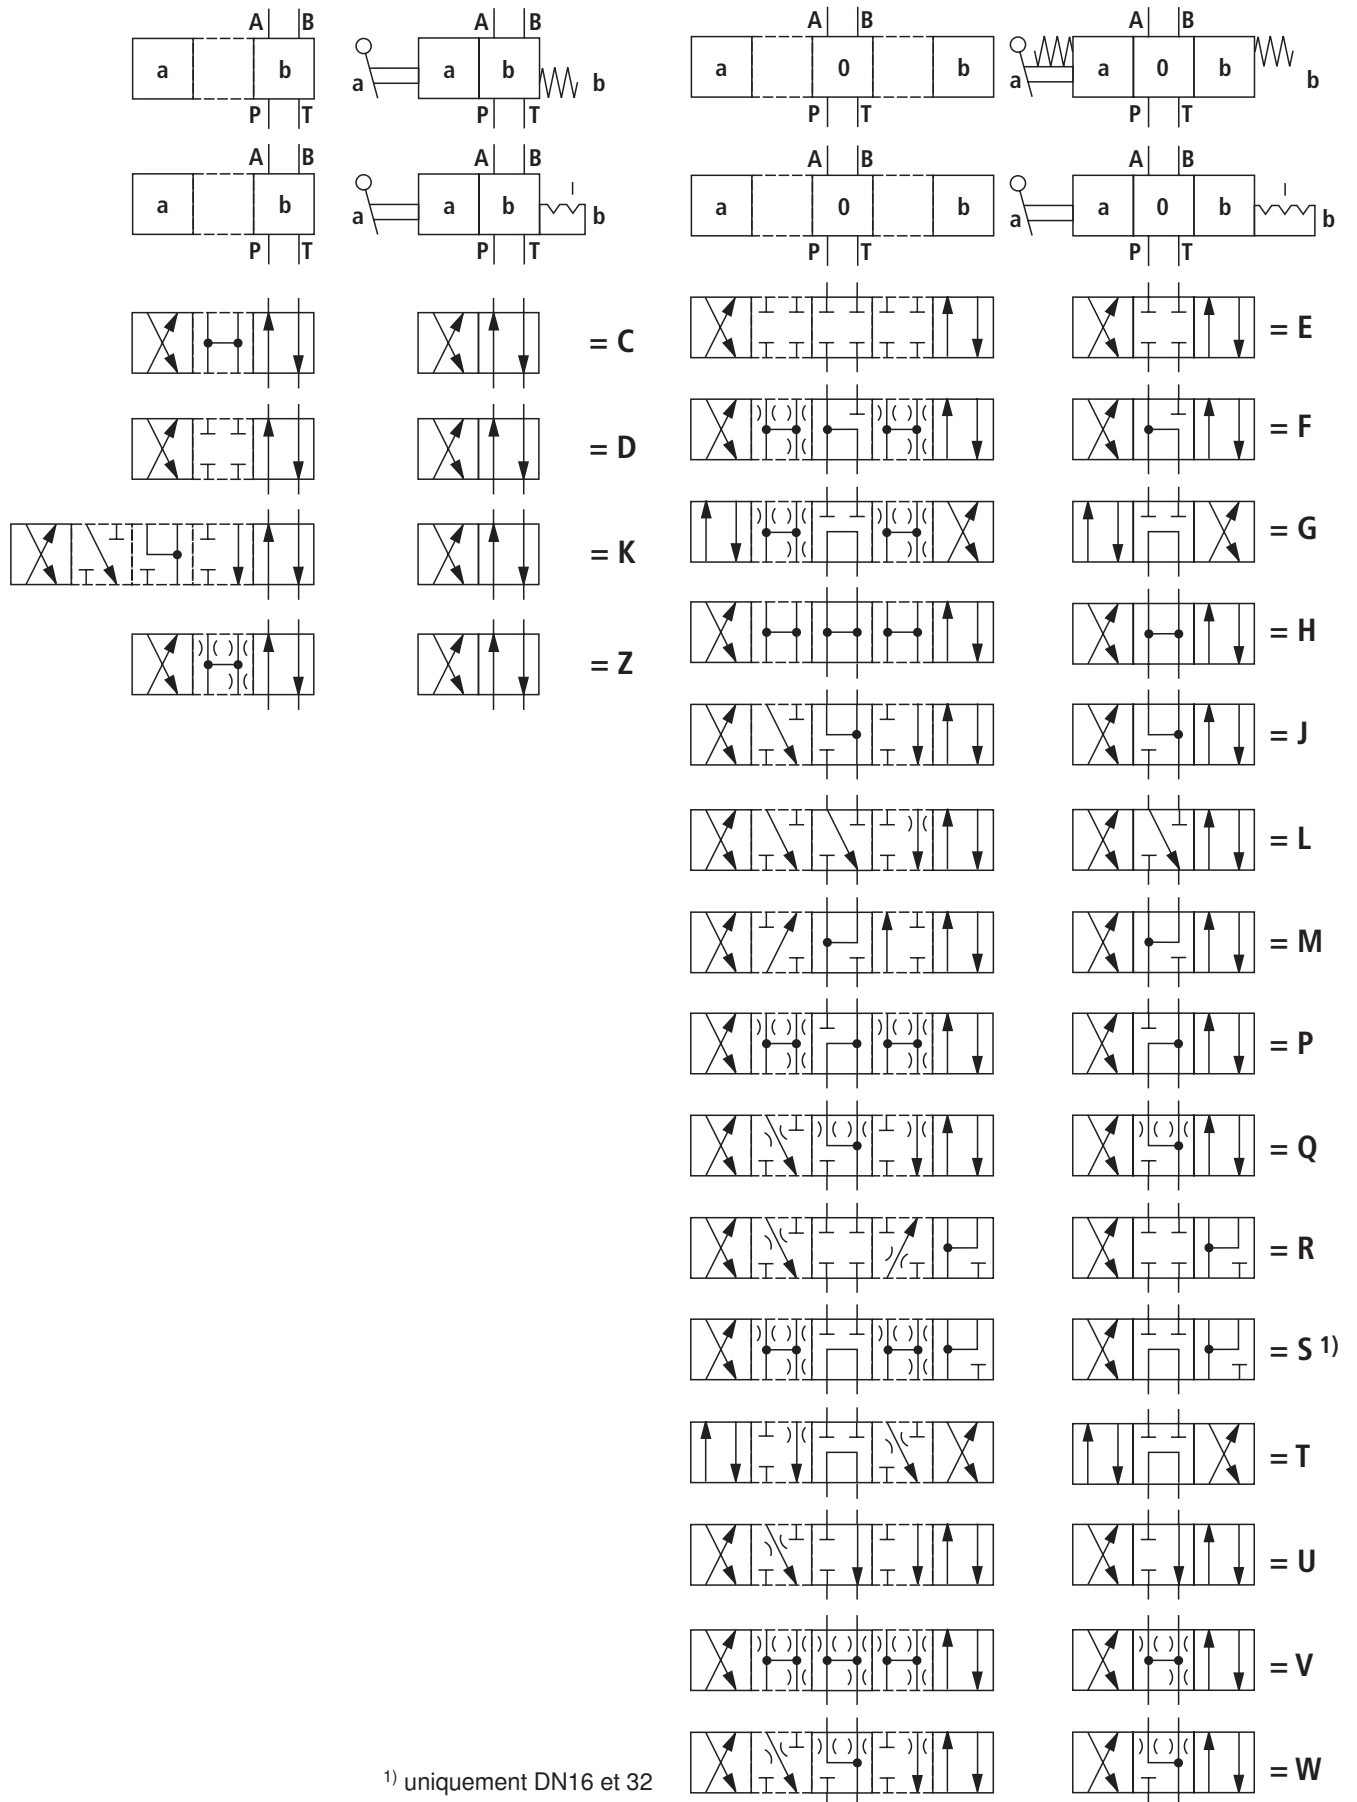 A B A B A B A B
a b a a b b a 0 b a a 0 b b
P T P T P T P T
A B A B A B A B
a b a a b b a 0 b a a 0 b b
P T P T P T P T
= C = E
= D = F
= K = G
= Z = H
= J
= L
= M
= P
= Q
= R
= S 1)
= T
= U
= V
= W
1) uniquement DN16 et 32